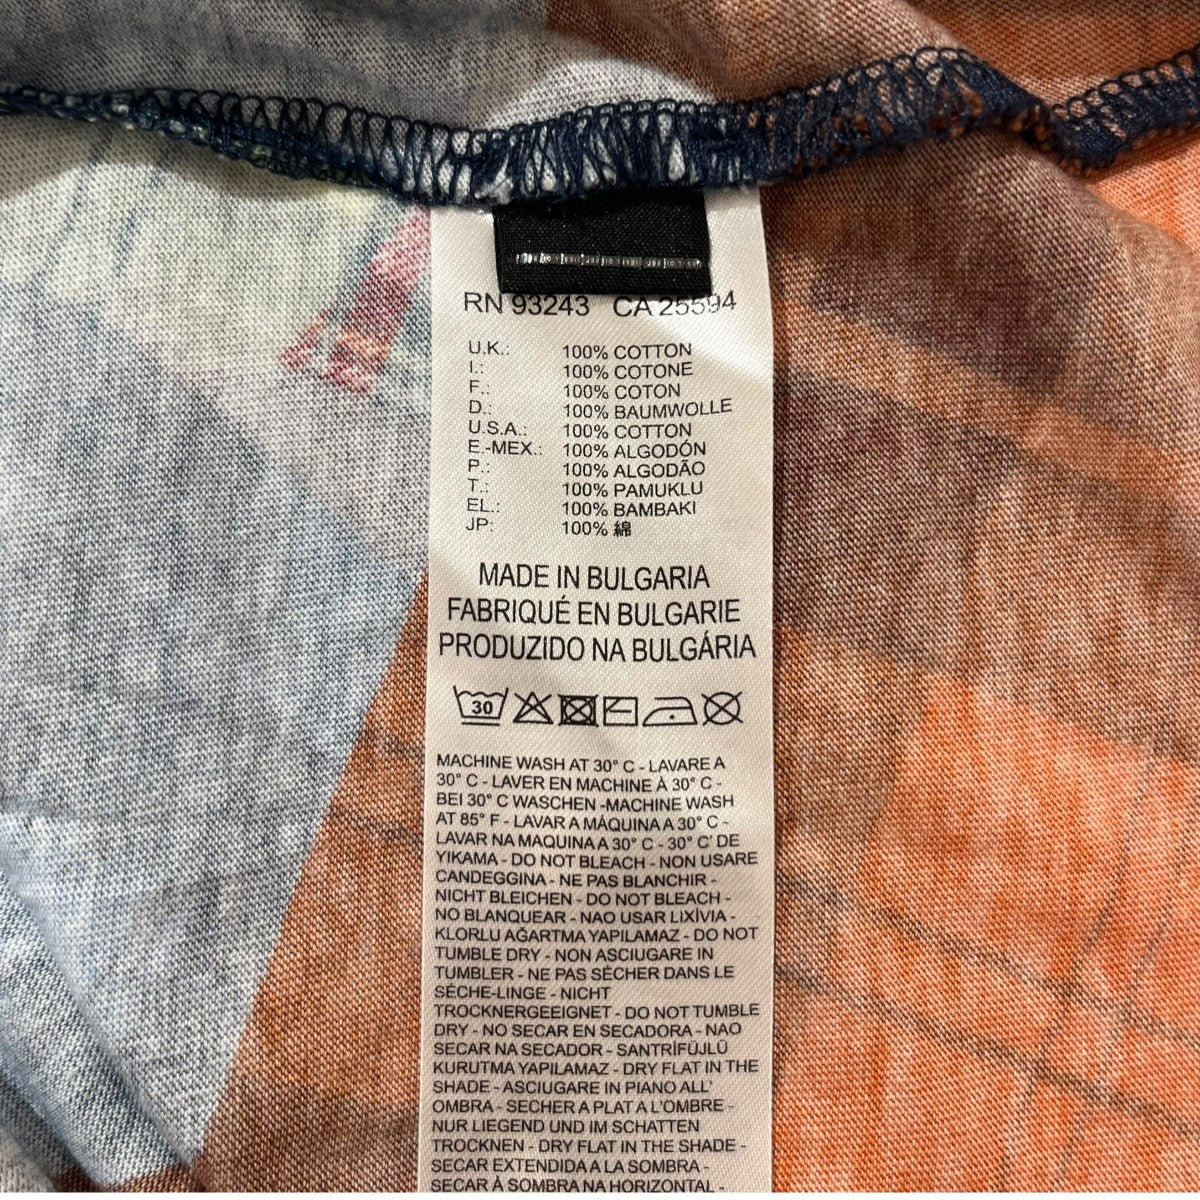 RN 93243 CA 25594
U.K.: 100% COTTON
I.: 100% COTONE
F.: 100% COTON
D.: 100% BAUMWOLLE
U.S.A.: 100% COTTON
E.-MEX.: 100% ALGODÓN
P.: 100% ALGODÃO
T.: 100% PAMUKLU
EL.: 100% BAMBAKI
JP: 100% 綿
MADE IN BULGARIA
FABRIQUÉ EN BULGARIE
PRODUZIDO NA BULGÁRIA
30
MACHINE WASH AT 30° C - LAVARE A
30° C - LAVER EN MACHINE À 30° C -
BEI 30° C WASCHEN -MACHINE WASH
AT 85° F - LAVAR A MÁQUINA A 30° C -
LAVAR NA MAQUINA A 30° C - 30° C' DE
YIKAMA - DO NOT BLEACH - NON USARE
CANDEGGINA - NE PAS BLANCHIR -
NICHT BLEICHEN - DO NOT BLEACH -
NO BLANQUEAR - NAO USAR LIXÍVIA -
KLORLU AĞARTMA YAPILAMAZ - DO NOT
TUMBLE DRY - NON ASCIUGARE IN
TUMBLER - NE PAS SÉCHER DANS LE
SÉCHE-LINGE - NICHT
TROCKNERGEEIGNET - DO NOT TUMBLE
DRY - NO SECAR EN SECADORA - NAO
SECAR NA SECADOR - SANTRİFÜJLÜ
KURUTMA YAPILAMAZ - DRY FLAT IN THE
SHADE - ASCIUGARE IN PIANO ALL'
OMBRA - SECHER A PLAT A L'OMBRE -
NUR LIEGEND UND IM SCHATTEN
TROCKNEN - DRY FLAT IN THE SHADE -
SECAR EXTENDIDA A LA SOMBRA -
SECAR À SOMBRA NA HORIZONTAL -